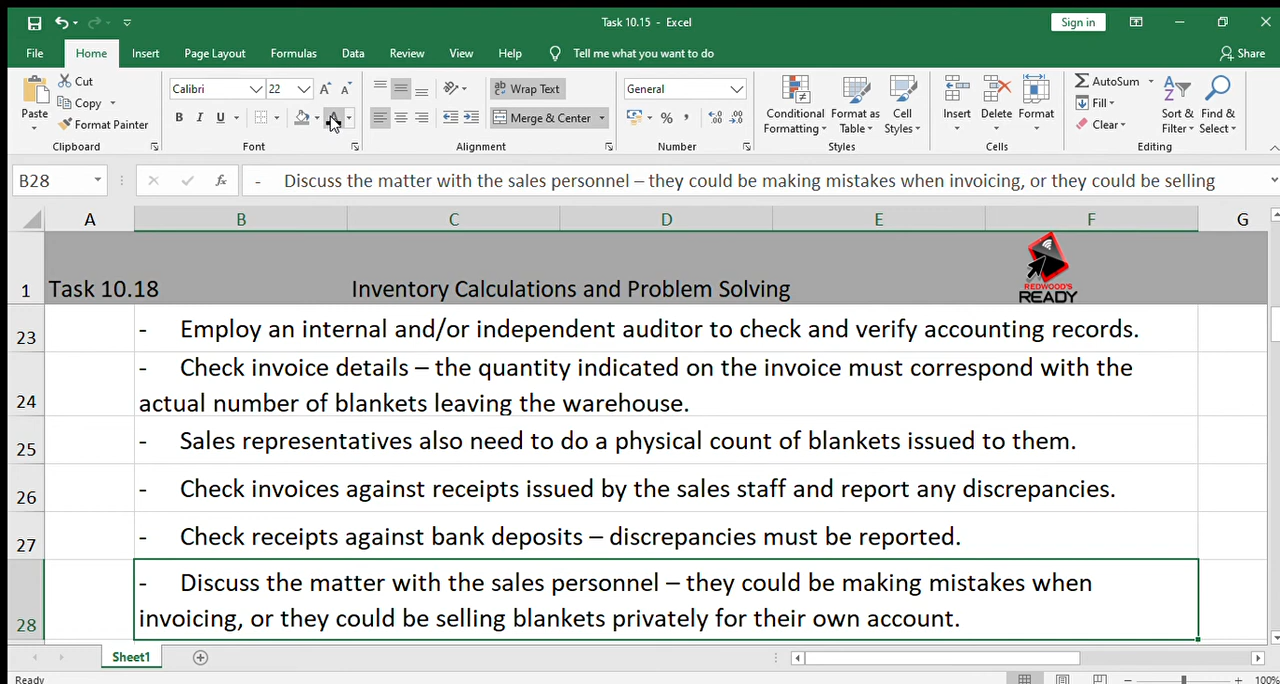 Task 10.15 - Excel
Sign in
File Home Insert Page Layout Formulas Data Review View Help Tell me what you want to do Share
Paste
Cut
Copy
Format Painter
Clipboard
Calibri 22
B I U
Font
Wrap Text
Merge & Center
Alignment
General
%
Number
Conditional Formatting
Format as Table
Cell Styles
Styles
Insert Delete Format
Cells
AutoSum
Fill
Clear
Sort & Filter
Find & Select
Editing
B28 fx - Discuss the matter with the sales personnel – they could be making mistakes when invoicing, or they could be selling
A B C D E F G
1 Task 10.18 Inventory Calculations and Problem Solving
REDWOOD'S
READY
23 - Employ an internal and/or independent auditor to check and verify accounting records.
- Check invoice details – the quantity indicated on the invoice must correspond with the
24 actual number of blankets leaving the warehouse.
25 - Sales representatives also need to do a physical count of blankets issued to them.
26 - Check invoices against receipts issued by the sales staff and report any discrepancies.
27 - Check receipts against bank deposits – discrepancies must be reported.
- Discuss the matter with the sales personnel – they could be making mistakes when
28 invoicing, or they could be selling blankets privately for their own account.
Sheet1
Ready
100%